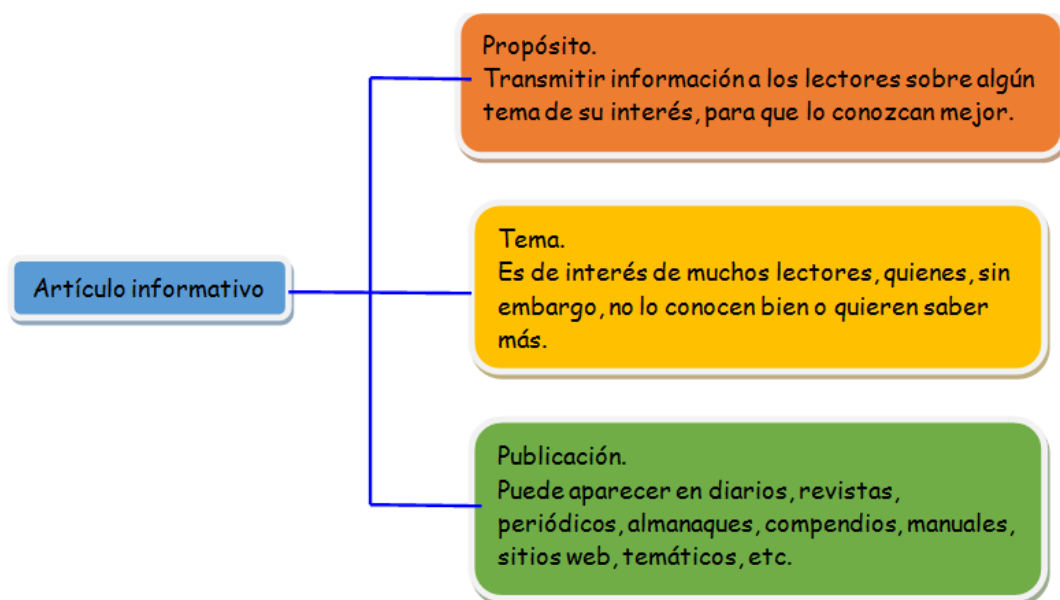 Propósito.
Transmitir información a los lectores sobre algún
tema de su interés, para que lo conozcan mejor.
Artículo informativo
Tema.
Es de interés de muchos lectores, quienes, sin
embargo, no lo conocen bien o quieren saber
más.
Publicación.
Puede aparecer en diarios, revistas,
periódicos, almanaques, compendios, manuales,
sitios web, temáticos, etc.